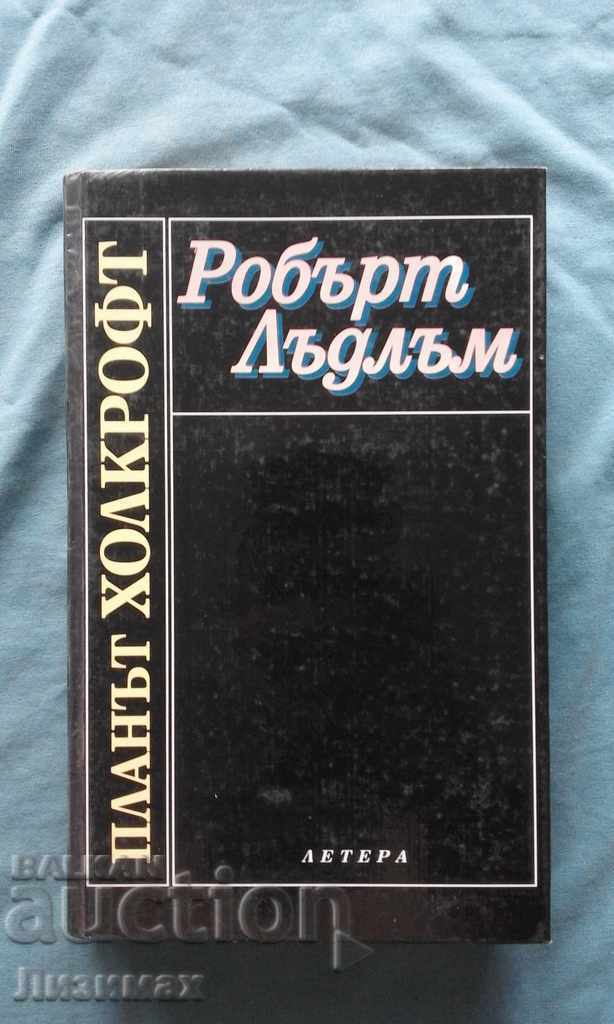 Робърт
Лъдлъм
ПЛАНЪТ ХОЛКРОФТ
ЛЕТЕРА
BALKAN
auction
Лизимах